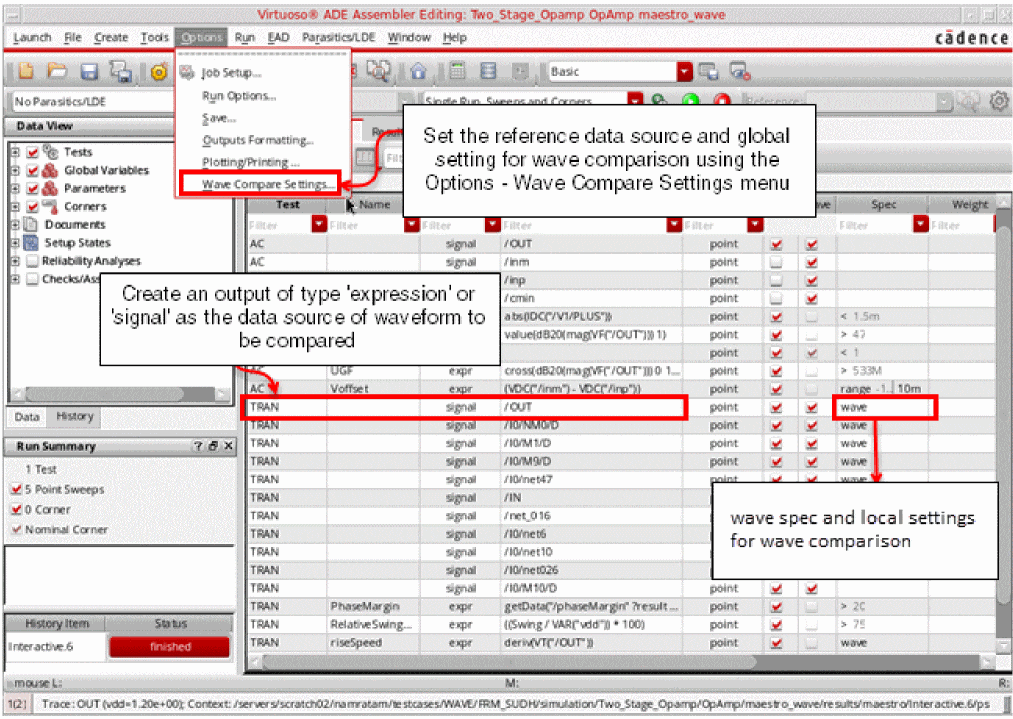 Virtuoso® ADE Assembler Editing: Two_Stage_Opamp OpAmp maestro_wave
Launch File Create Tools Options Run EAD Parasitics/LDE Window Help
cādence
Job Setup...
Run Options...
Save...
Outputs Formatting...
Plotting/Printing ...
Wave Compare Settings...
Basic
No Parasitics/LDE
Single Run, Sweeps and Corners
Reference:
Set the reference data source and global setting for wave comparison using the Options - Wave Compare Settings menu
Data View
Tests
Global Variables
Parameters
Corners
Documents
Setup States
Reliability Analyses
Checks/Ass
Create an output of type 'expression' or 'signal' as the data source of waveform to be compared
Data History
Run Summary
1 Test
5 Point Sweeps
0 Corner
Nominal Corner
History Item Status
Interactive.6 finished
Test Name Spec Weight
Filter Filter Filter Filter Filter Filter
AC signal /OUT point
AC signal /inm point
/inp point
/cmin point
abs(IDC("/V1/PLUS")) point < 1.5m
value(dB20(mag(VF("/OUT"))) 1) point > 47
point < 1
UGF expr cross(dB20(mag(VF("/OUT"))) 0 1... point > 533M
AC Voffset expr (VDC("/inm") - VDC("/inp")) point range -1... 10m
TRAN signal /OUT point wave
TRAN signal /I0/NM0/D point wave
TRAN signal /I0/M1/D point wave
TRAN signal /I0/M9/D point wave
TRAN signal /I0/net47 point wave
TRAN signal /IN point
TRAN signal /net_016 point
TRAN signal /I0/net6 point
TRAN signal /I0/net10 point
TRAN signal /I0/net026 point
TRAN signal /I0/M10/D point
TRAN PhaseMargin expr getData("/phaseMargin" ?result ... point > 20
TRAN RelativeSwing... expr ((Swing / VAR("vdd")) * 100) point > 75
TRAN riseSpeed expr deriv(VT("/OUT")) point wave
wave spec and local settings for wave comparison
mouse L: M: R:
1(2) Trace: OUT (vdd=1.20e+00); Context: /servers/scratch02/namratam/testcases/WAVE/FRM_SUDH/simulation/Two_Stage_Opamp/OpAmp/maestro_wave/results/maestro/Interactive.6/ps